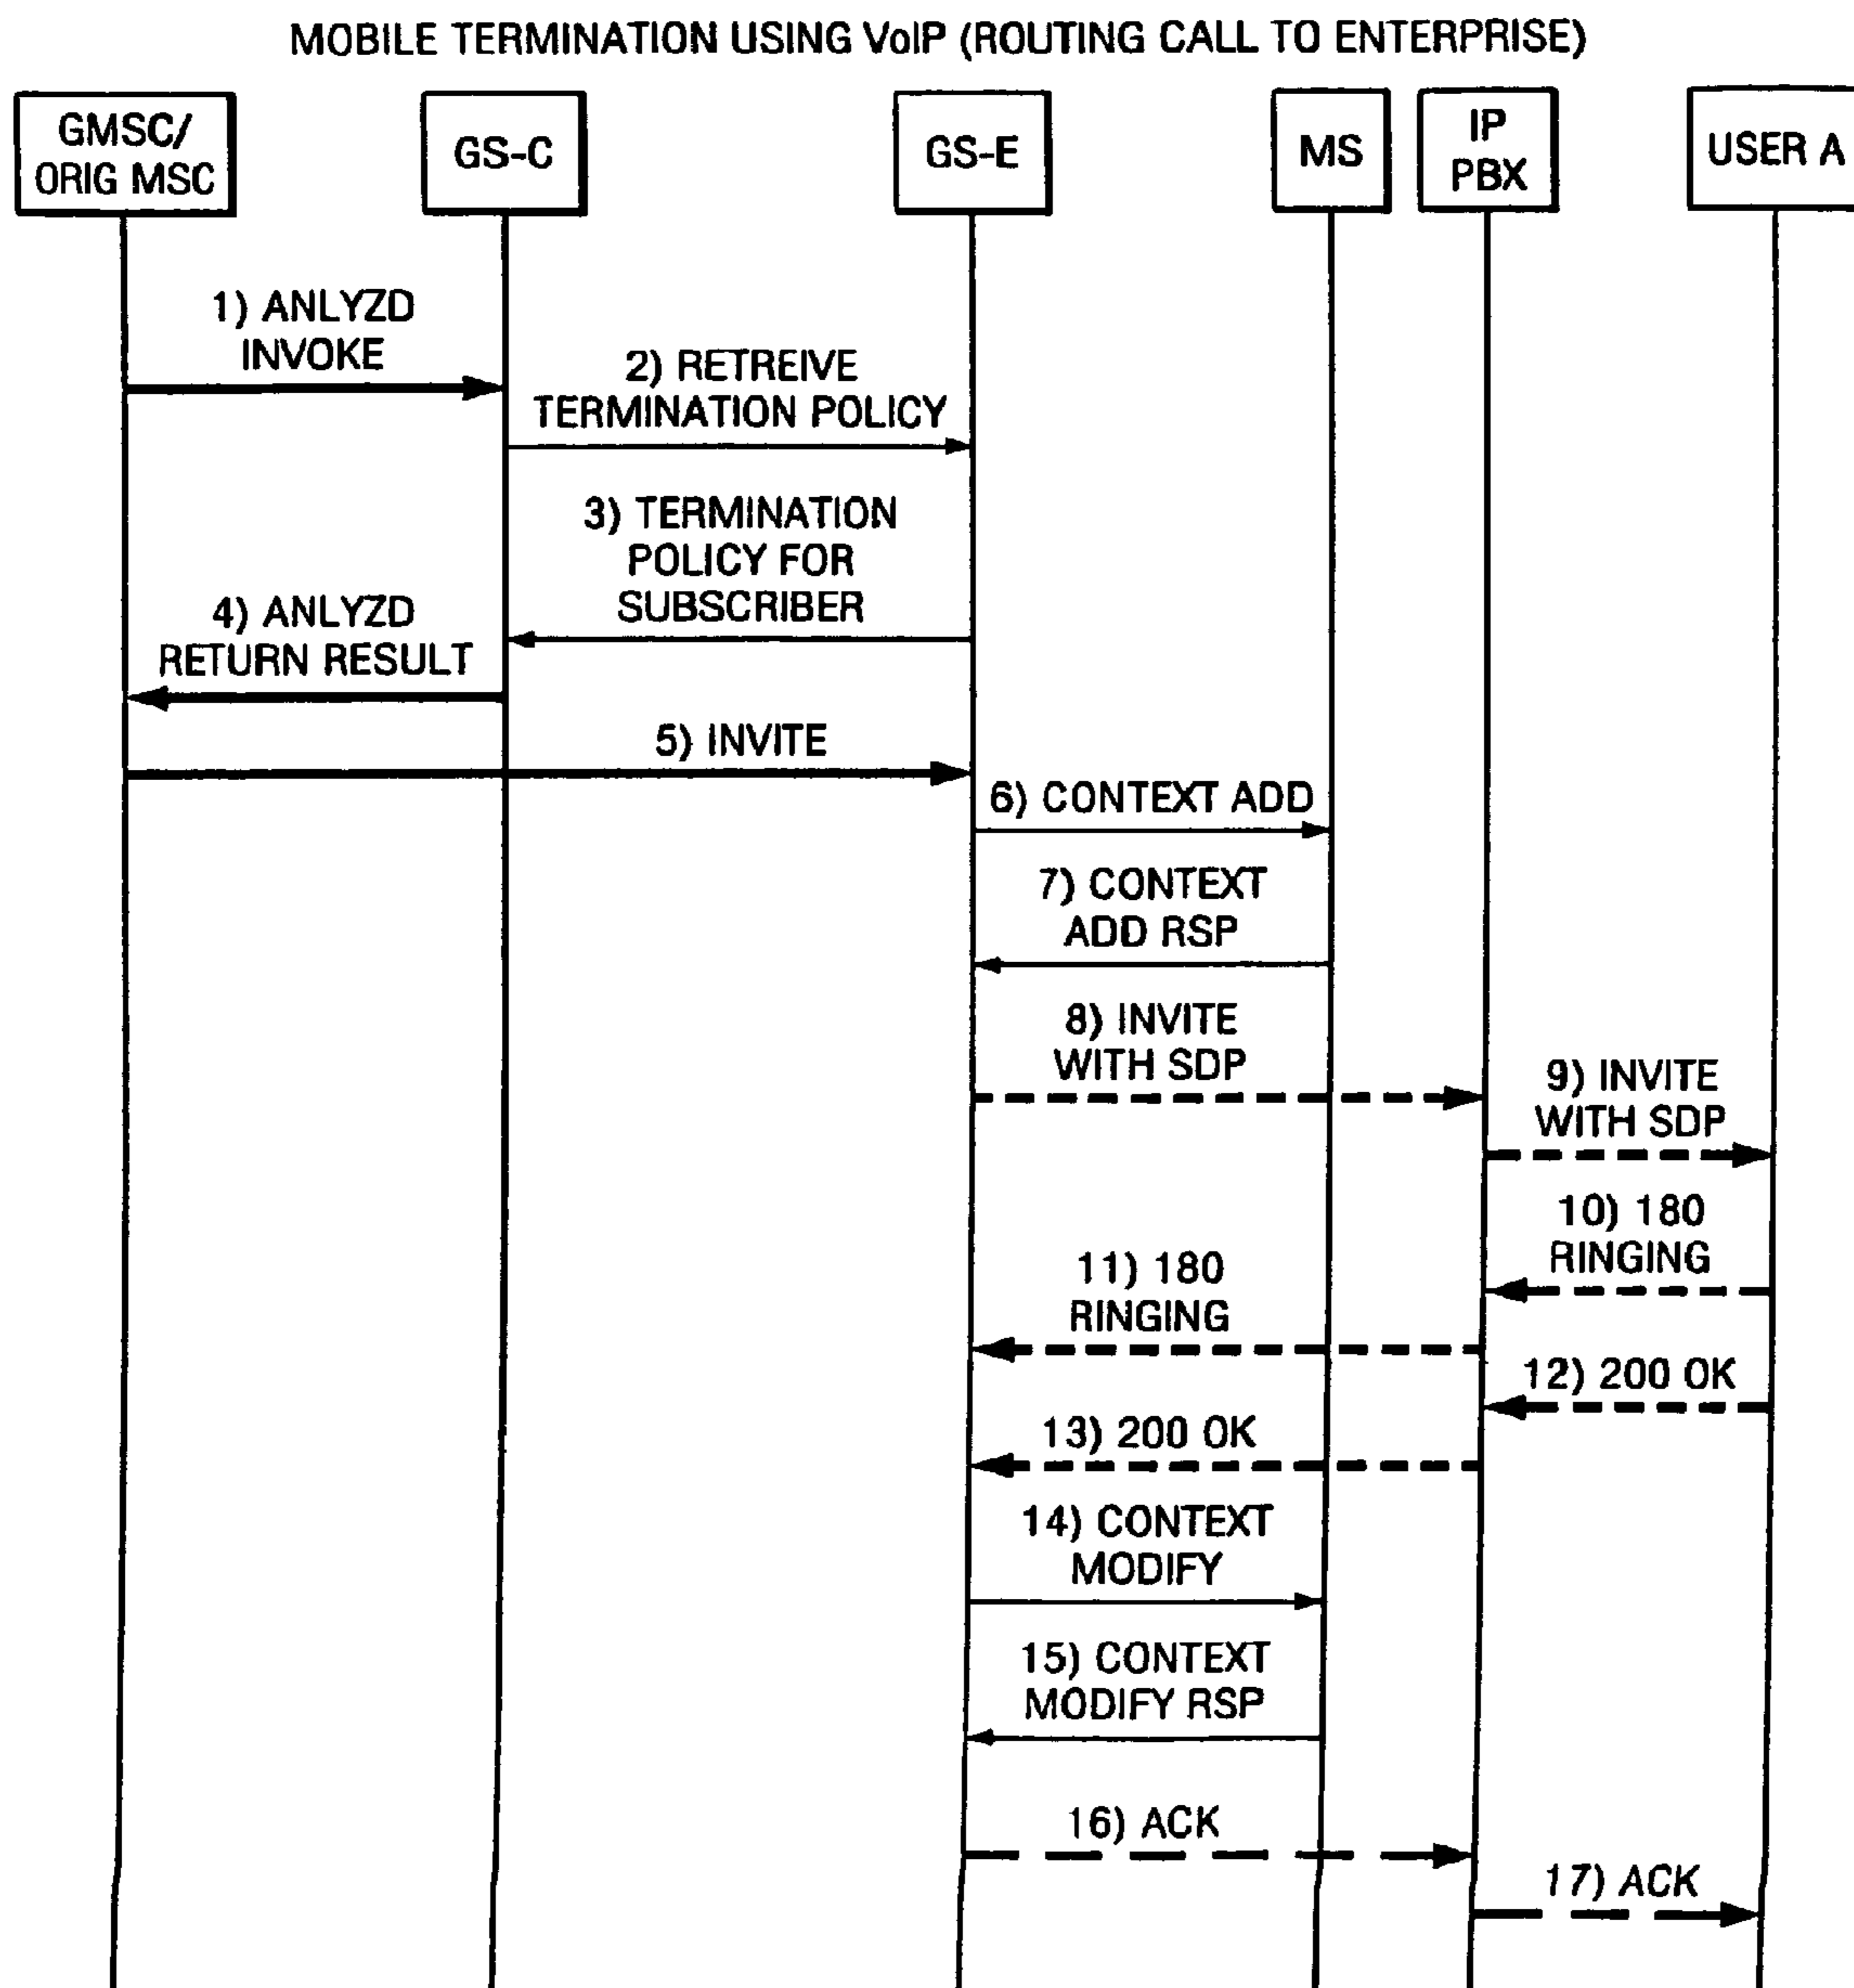 MOBILE TERMINATION USING VoIP (ROUTING CALL TO ENTERPRISE)
GMSC/
ORIG MSC
GS-C
GS-E
MS
IP
PBX
USER A
1) ANLYZD
INVOKE
2) RETREIVE
TERMINATION POLICY
3) TERMINATION
POLICY FOR
SUBSCRIBER
4) ANLYZD
RETURN RESULT
5) INVITE
6) CONTEXT ADD
7) CONTEXT
ADD RSP
8) INVITE
WITH SDP
9) INVITE
WITH SDP
10) 180
RINGING
11) 180
RINGING
12) 200 OK
13) 200 OK
14) CONTEXT
MODIFY
15) CONTEXT
MODIFY RSP
16) ACK
17) ACK